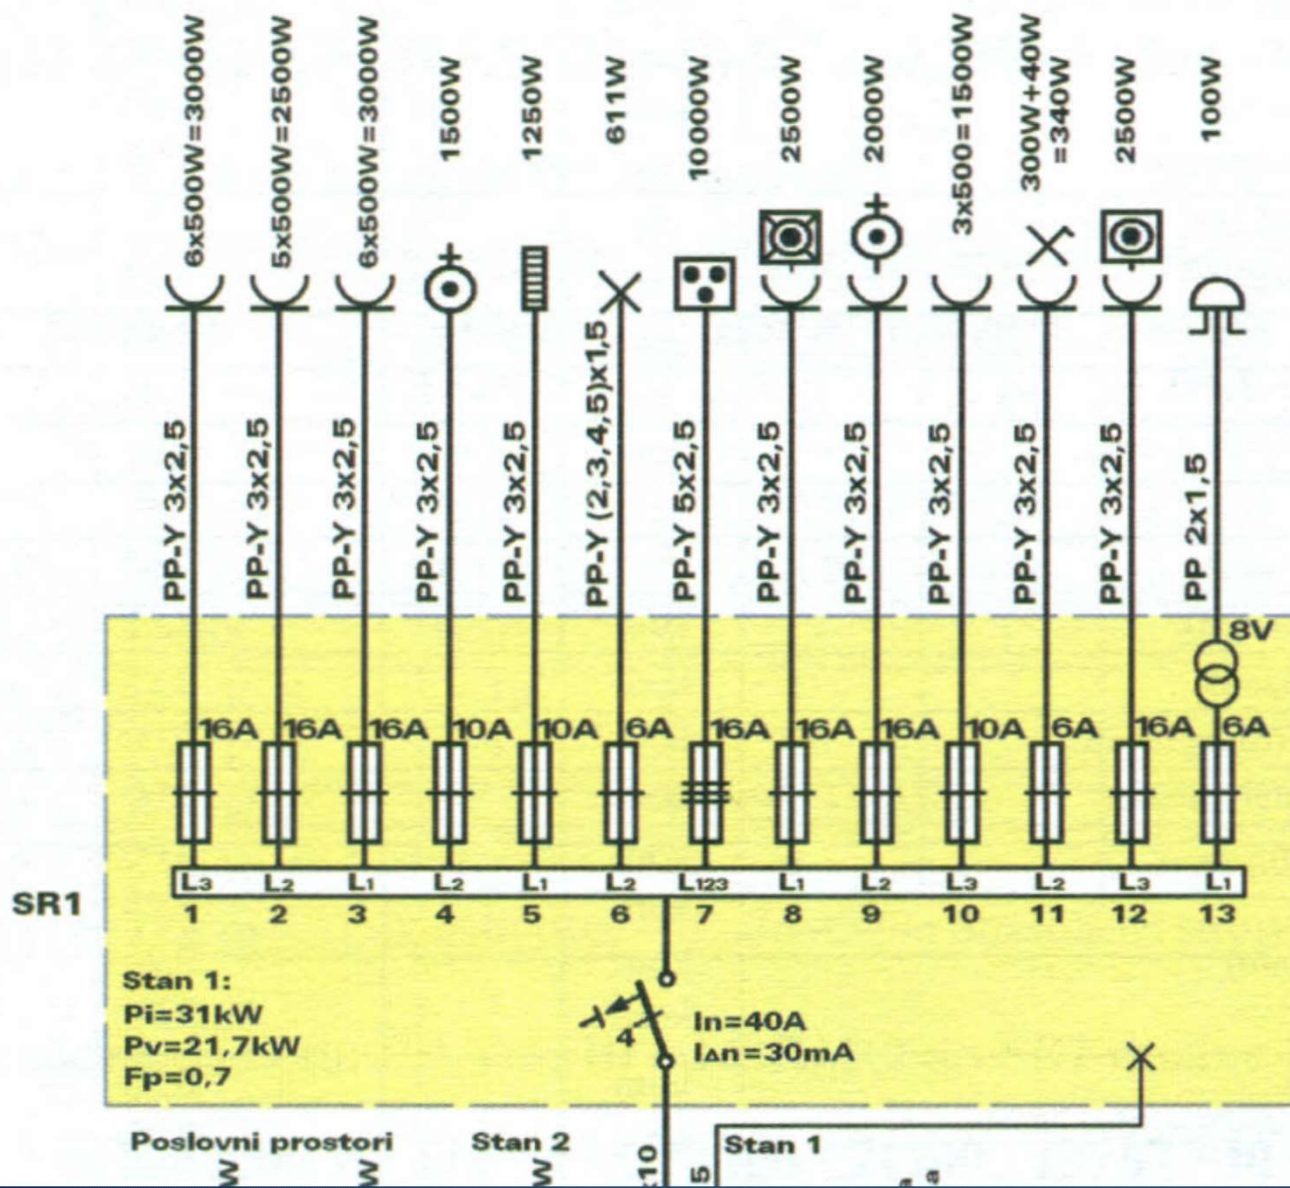 6x500W=3000W
5x500W=2500W
6x500W=3000W
1500W
1250W
611W
10000W
2500W
2000W
3x500=1500W
300W+40W
=340W
2500W
100W
PP-Y 3x2,5
PP-Y 3x2,5
PP-Y 3x2,5
PP-Y 3x2,5
PP-Y 3x2,5
PP-Y (2,3,4,5)x1,5
PP-Y 5x2,5
PP-Y 3x2,5
PP-Y 3x2,5
PP-Y 3x2,5
PP-Y 3x2,5
PP-Y 3x2,5
PP 2x1,5
8V
16A 16A 16A 10A 10A 6A 16A 16A 16A 10A 6A 16A 6A
L3 L2 L1 L2 L1 L2 L123 L1 L2 L3 L2 L3 L1
SR1
1 2 3 4 5 6 7 8 9 10 11 12 13
Stan 1:
Pi=31kW
Pv=21,7kW
Fp=0,7
4
In=40A
IΔn=30mA
Poslovni prostori
Stan 2
Stan 1
W
W
W
x10
5
a
a